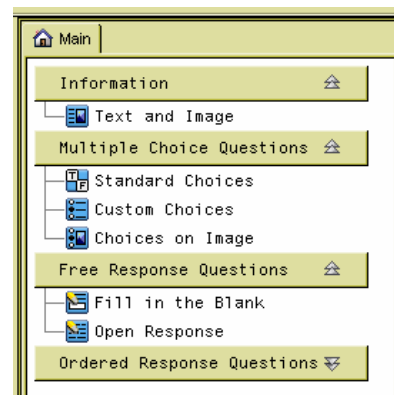 Main
Information
Text and Image
Multiple Choice Questions
Standard Choices
Custom Choices
Choices on Image
Free Response Questions
Fill in the Blank
Open Response
Ordered Response Questions